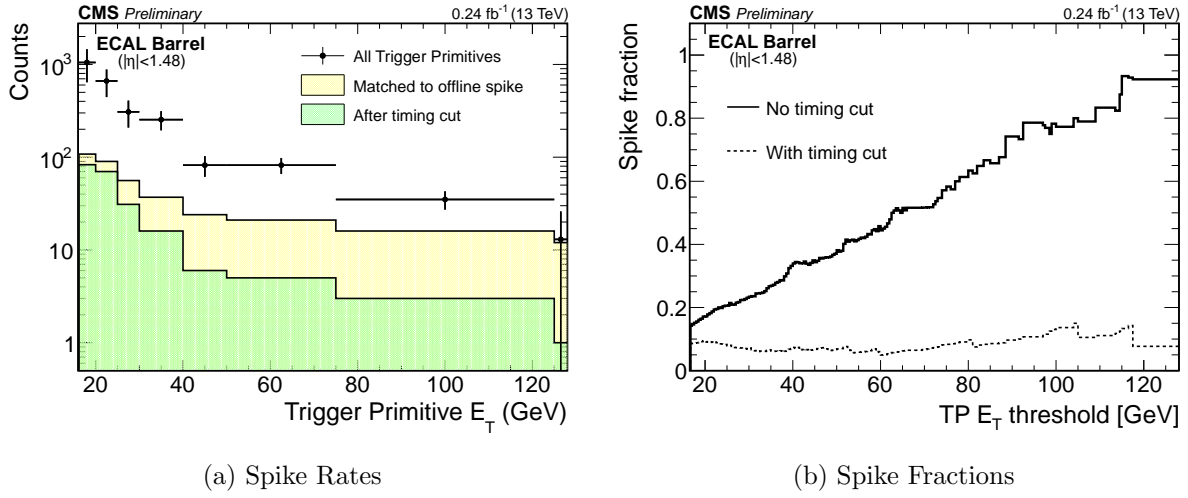 CMS Preliminary 0.24 fb⁻¹ (13 TeV)
ECAL Barrel
(|η|<1.48)
All Trigger Primitives
Matched to offline spike
After timing cut
Counts
10³
10²
10
1
20 40 60 80 100 120
Trigger Primitive E_T (GeV)
(a) Spike Rates
CMS Preliminary 0.24 fb⁻¹ (13 TeV)
ECAL Barrel
(|η|<1.48)
No timing cut
With timing cut
Spike fraction
1
0.8
0.6
0.4
0.2
0
20 40 60 80 100 120
TP E_T threshold [GeV]
(b) Spike Fractions